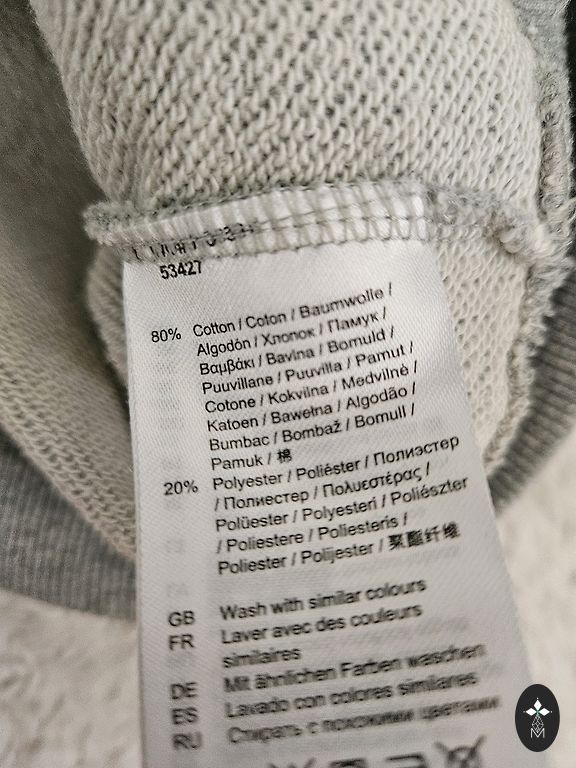 53427
80% Cotton / Coton / Baumwolle /
Algodón / Хлопок / Памук /
Βαμβάκι / Bavlna / Bomuld /
Puuvillane / Puuvilla / Pamut /
Cotone / Kokvilna / Medvilnė /
Katoen / Bawełna / Algodão /
Bumbac / Bombaž / Bomull /
Pamuk / 棉
20% Polyester / Poliéster / Полиэстер
/ Полиестер / Πολυεστέρας /
Polüester / Polyesteri / Poliészter
/ Poliestere / Poliesteris /
Poliester / Polijester / 聚酯纤维
GB Wash with similar colours
FR Laver avec des couleurs
similaires
DE Mit ähnlichen Farben waschen
ES Lavado con colores similares
RU Стирать с похожими цветами